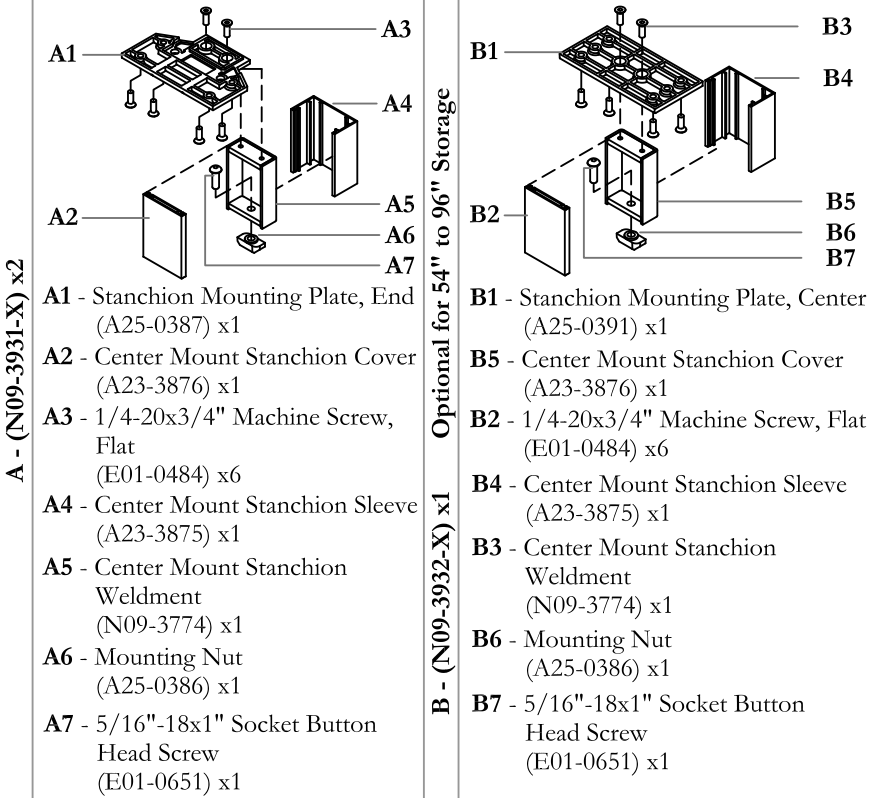 A - (N09-3931-X) x2
A1
A2
A3
A4
A5
A6
A7
A1 - Stanchion Mounting Plate, End
(A25-0387) x1
A2 - Center Mount Stanchion Cover
(A23-3876) x1
A3 - 1/4-20x3/4" Machine Screw,
Flat
(E01-0484) x6
A4 - Center Mount Stanchion Sleeve
(A23-3875) x1
A5 - Center Mount Stanchion
Weldment
(N09-3774) x1
A6 - Mounting Nut
(A25-0386) x1
A7 - 5/16"-18x1" Socket Button
Head Screw
(E01-0651) x1
B - (N09-3932-X) x1 Optional for 54" to 96" Storage
B1
B2
B3
B4
B5
B6
B7
B1 - Stanchion Mounting Plate, Center
(A25-0391) x1
B5 - Center Mount Stanchion Cover
(A23-3876) x1
B2 - 1/4-20x3/4" Machine Screw, Flat
(E01-0484) x6
B4 - Center Mount Stanchion Sleeve
(A23-3875) x1
B3 - Center Mount Stanchion
Weldment
(N09-3774) x1
B6 - Mounting Nut
(A25-0386) x1
B7 - 5/16"-18x1" Socket Button
Head Screw
(E01-0651) x1